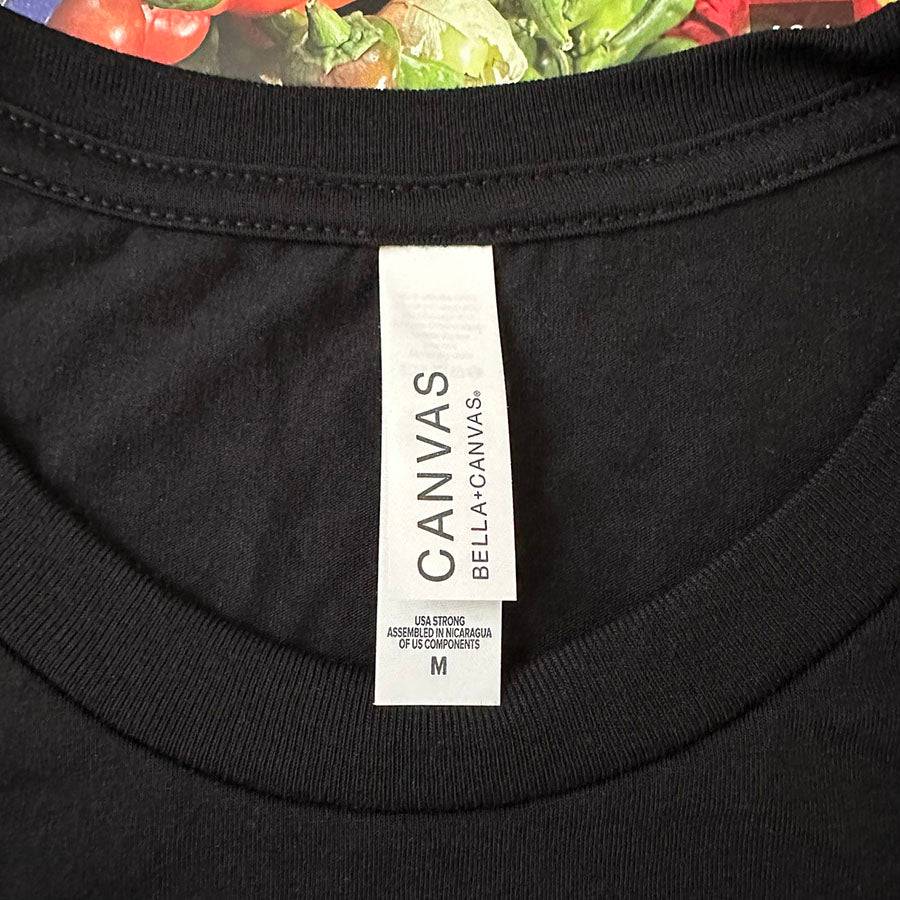 CANVAS
BELLA+CANVAS®
USA STRONG
ASSEMBLED IN NICARAGUA
OF US COMPONENTS
M